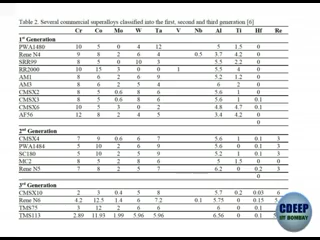 Table 2. Several commercial superalloys classified into the first, second and third generation [6]
Cr Co Mo W Ta V Nb Al Ti Hf Re
1st Generation
PWA1480 10 5 0 4 12 5 1.5 0
Rene N4 9 8 2 6 4 0.5 3.7 4.2 0
SRR99 8 5 0 10 3 5.5 2.2 0
RR2000 10 15 3 0 0 1 5.5 4 0
AM1 8 6 2 6 9 5.2 1.2 0
AM3 8 6 2 5 4 6 2 0
CMSX2 8 5 0.6 8 6 5.6 1 0
CMSX3 8 5 0.6 8 6 5.6 1 0.1
CMSX6 10 5 3 0 2 4.8 4.7 0.1
AF56 12 8 2 4 5 3.4 4.2 0
2nd Generation
CMSX4 7 9 0.6 6 7 5.6 1 0.1 3
PWA1484 5 10 2 6 9 5.6 0 0.1 3
SC180 5 10 2 5 9 5.2 1 0.1 3
MC2 8 5 2 8 6 5 1.5 0 0
Rene N5 7 8 2 5 7 6.2 0 0.2 3
3rd Generation
CMSX10 2 3 0.4 5 8 5.7 0.2 0.03 6
Rene N6 4.2 12.5 1.4 6 7.2 0.1 5.75 0 0.15
TMS75 3 12 2 6 6 6 0 0.1
TMS113 2.89 11.93 1.99 5.96 5.96 6.56 0 0.1
CDEEP
IIT BOMBAY